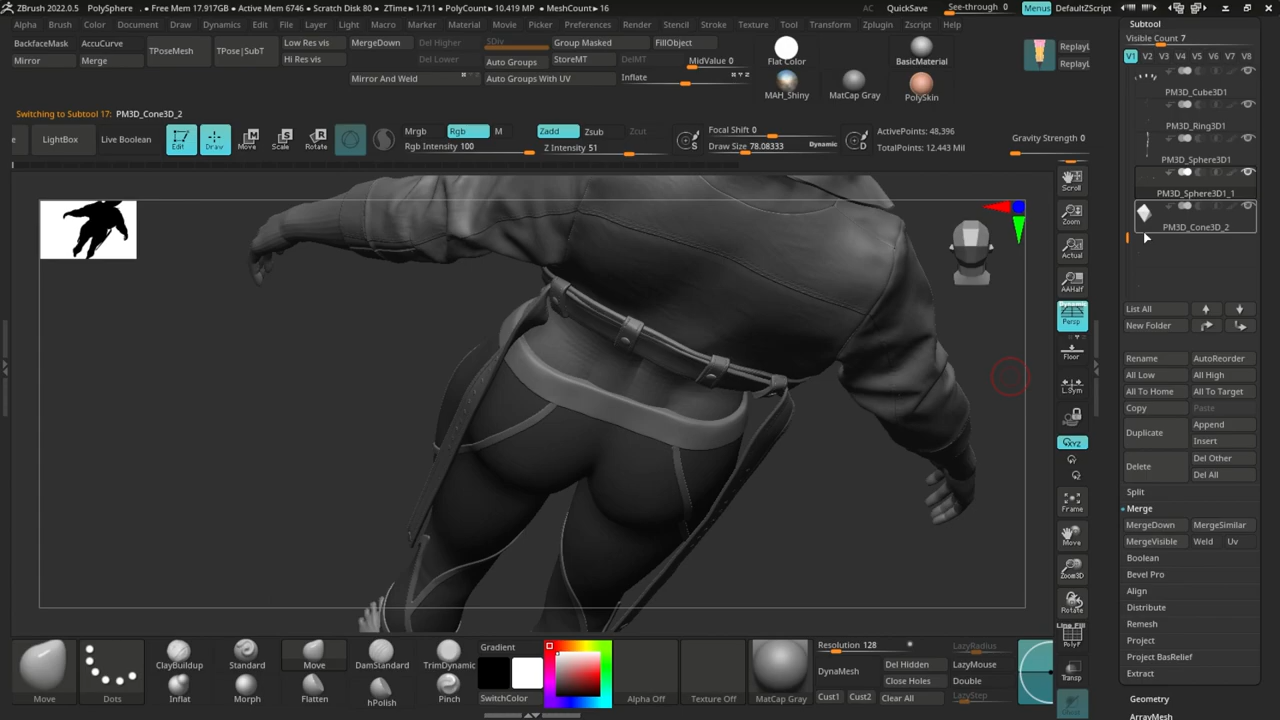 ZBrush 2022.0.5 PolySphere . ● Free Mem 17.917GB ● Active Mem 6746 ● Scratch Disk 80 ● ZTime▸1.711 ● PolyCount▸10.419 MP ● MeshCount▸16 AC QuickSave See-through 0 Menus DefaultZScript
Alpha Brush Color Document Draw Dynamics Edit File Layer Light Macro Marker Material Movie Picker Preferences Render Stencil Stroke Texture Tool Transform Zplugin Zscript Help
BackfaceMask AccuCurve TPoseMesh TPose|SubT Low Res vis MergeDown Del Higher SDiv Group Masked FillObject
Mirror Merge Hi Res vis Del Lower Auto Groups StoreMT DelMT MidValue 0 Flat Color BasicMaterial ReplayL
ReplayL
Mirror And Weld Auto Groups With UV Inflate MAH_Shiny MatCap Gray PolySkin
Switching to Subtool 17: PM3D_Cone3D_2
LightBox Live Boolean Edit Draw Move Scale Rotate Mrgb Rgb M Zadd Zsub Zcut Focal Shift 0 ActivePoints: 48,396 Gravity Strength 0
Rgb Intensity 100 Z Intensity 51 S Draw Size 78.08333 Dynamic D TotalPoints: 12.443 Mil
Subtool
Visible Count 7
V1 V2 V3 V4 V5 V6 V7 V8
PM3D_Cube3D1
PM3D_Ring3D1
PM3D_Sphere3D1
PM3D_Sphere3D1_1
PM3D_Cone3D_2
List All
New Folder
Rename AutoReorder
All Low All High
All To Home All To Target
Copy Paste
Duplicate Append
Insert
Delete Del Other
Del All
Split
Merge
MergeDown MergeSimilar
MergeVisible Weld Uv
Boolean
Bevel Pro
Align
Distribute
Remesh
Project
Project BasRelief
Extract
Geometry
ArrayMesh
Scroll
Zoom
Actual
AAHalf
Dynamic
Persp
Floor
L.Sym
XYZ
Frame
Move
Zoom3D
Rotate
Line Fill
PolyF
Transp
Ghost
Move Dots ClayBuildup Standard Move DamStandard TrimDynamic
Inflat Morph Flatten hPolish Pinch
Gradient
SwitchColor
Alpha Off Texture Off MatCap Gray
Resolution 128 LazyRadius
DynaMesh Del Hidden LazyMouse
Close Holes Double
Cust1 Cust2 Clear All LazyStep